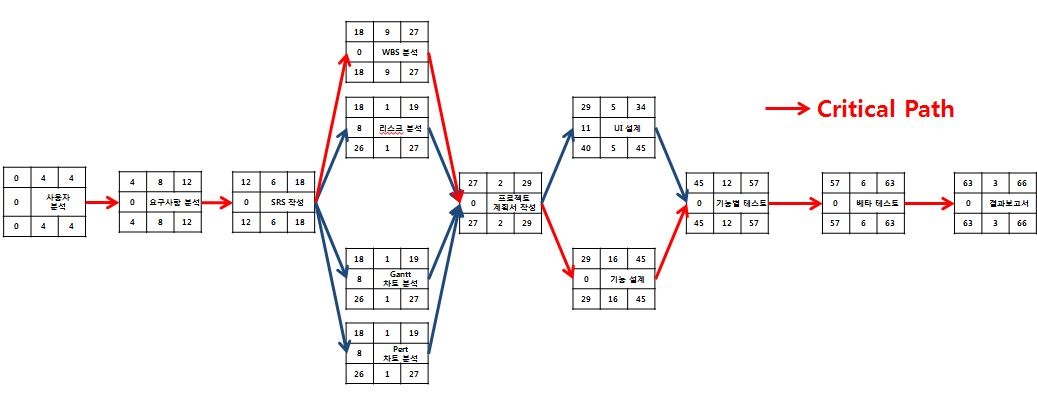 18 9 27
0 WBS 분석
18 9 27
18 1 19
8 리스크 분석
26 1 27
29 5 34
11 UI 설계
40 5 45
Critical Path
0 4 4
0 사용자
분석
0 4 4
4 8 12
0 요구사항 분석
4 8 12
12 6 18
0 SRS 작성
12 6 18
27 2 29
0 프로젝트
계획서 작성
27 2 29
45 12 57
0 기능별 테스트
45 12 57
57 6 63
0 베타 테스트
57 6 63
63 3 66
0 결과보고서
63 3 66
18 1 19
8 Gantt
차트 분석
26 1 27
29 16 45
0 기능 설계
29 16 45
18 1 19
8 Pert
차트 분석
26 1 27